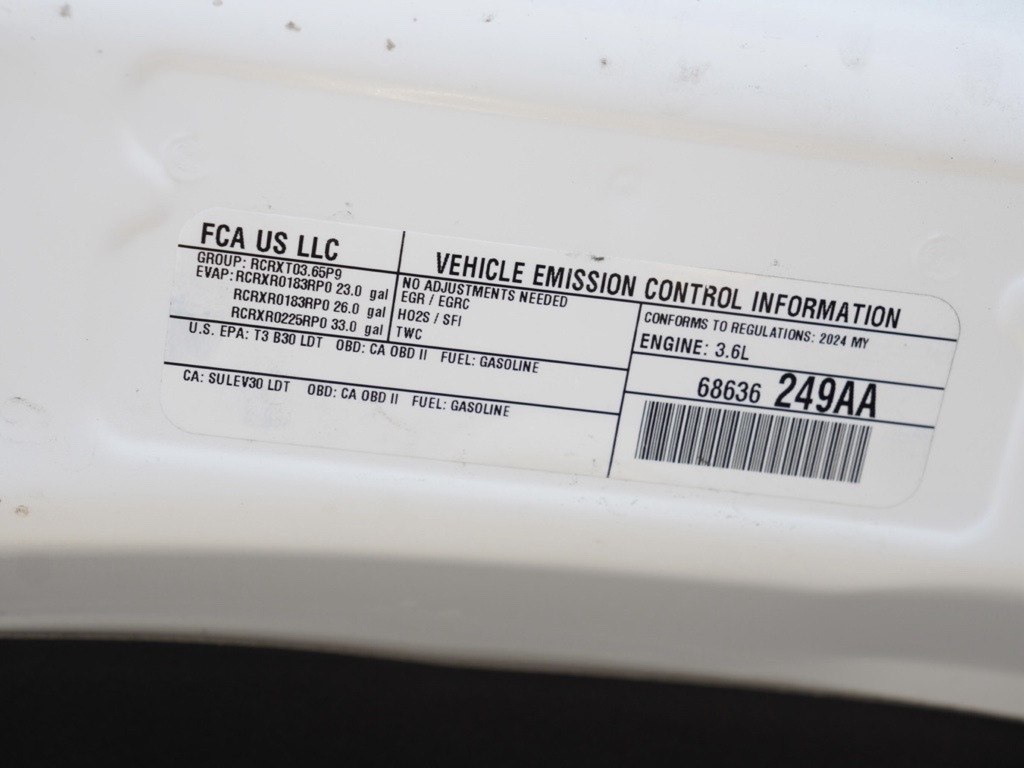 FCA US LLC
GROUP: RCRXT03.65P9
EVAP: RCRXR0183RP0 23.0 gal
RCRXR0183RP0 26.0 gal
RCRXR0225RP0 33.0 gal
VEHICLE EMISSION CONTROL INFORMATION
NO ADJUSTMENTS NEEDED
EGR / EGRC
HO2S / SFI
TWC
CONFORMS TO REGULATIONS: 2024 MY
ENGINE: 3.6L
U.S. EPA: T3 B30 LDT OBD: CA OBD II FUEL: GASOLINE
CA: SULEV30 LDT OBD: CA OBD II FUEL: GASOLINE
68636 249AA